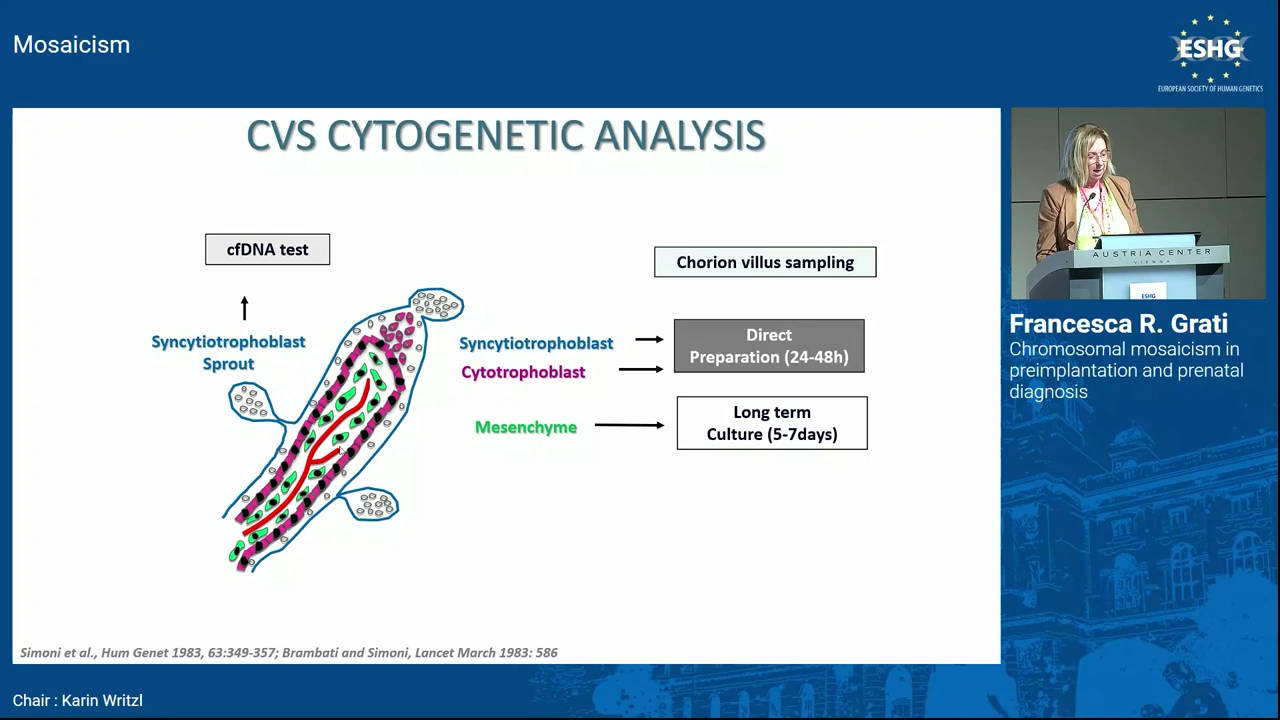 Mosaicism
ESHG
EUROPEAN SOCIETY OF HUMAN GENETICS
CVS CYTOGENETIC ANALYSIS
cfDNA test
Chorion villus sampling
Syncytiotrophoblast
Sprout
Syncytiotrophoblast
Cytotrophoblast
Direct
Preparation (24-48h)
Mesenchyme
Long term
Culture (5-7days)
Simoni et al., Hum Genet 1983, 63:349-357; Brambati and Simoni, Lancet March 1983: 586
AUSTRIA CENTER
VIENNA
ESHG
Francesca R. Grati
Chromosomal mosaicism in
preimplantation and prenatal
diagnosis
Chair : Karin Writzl